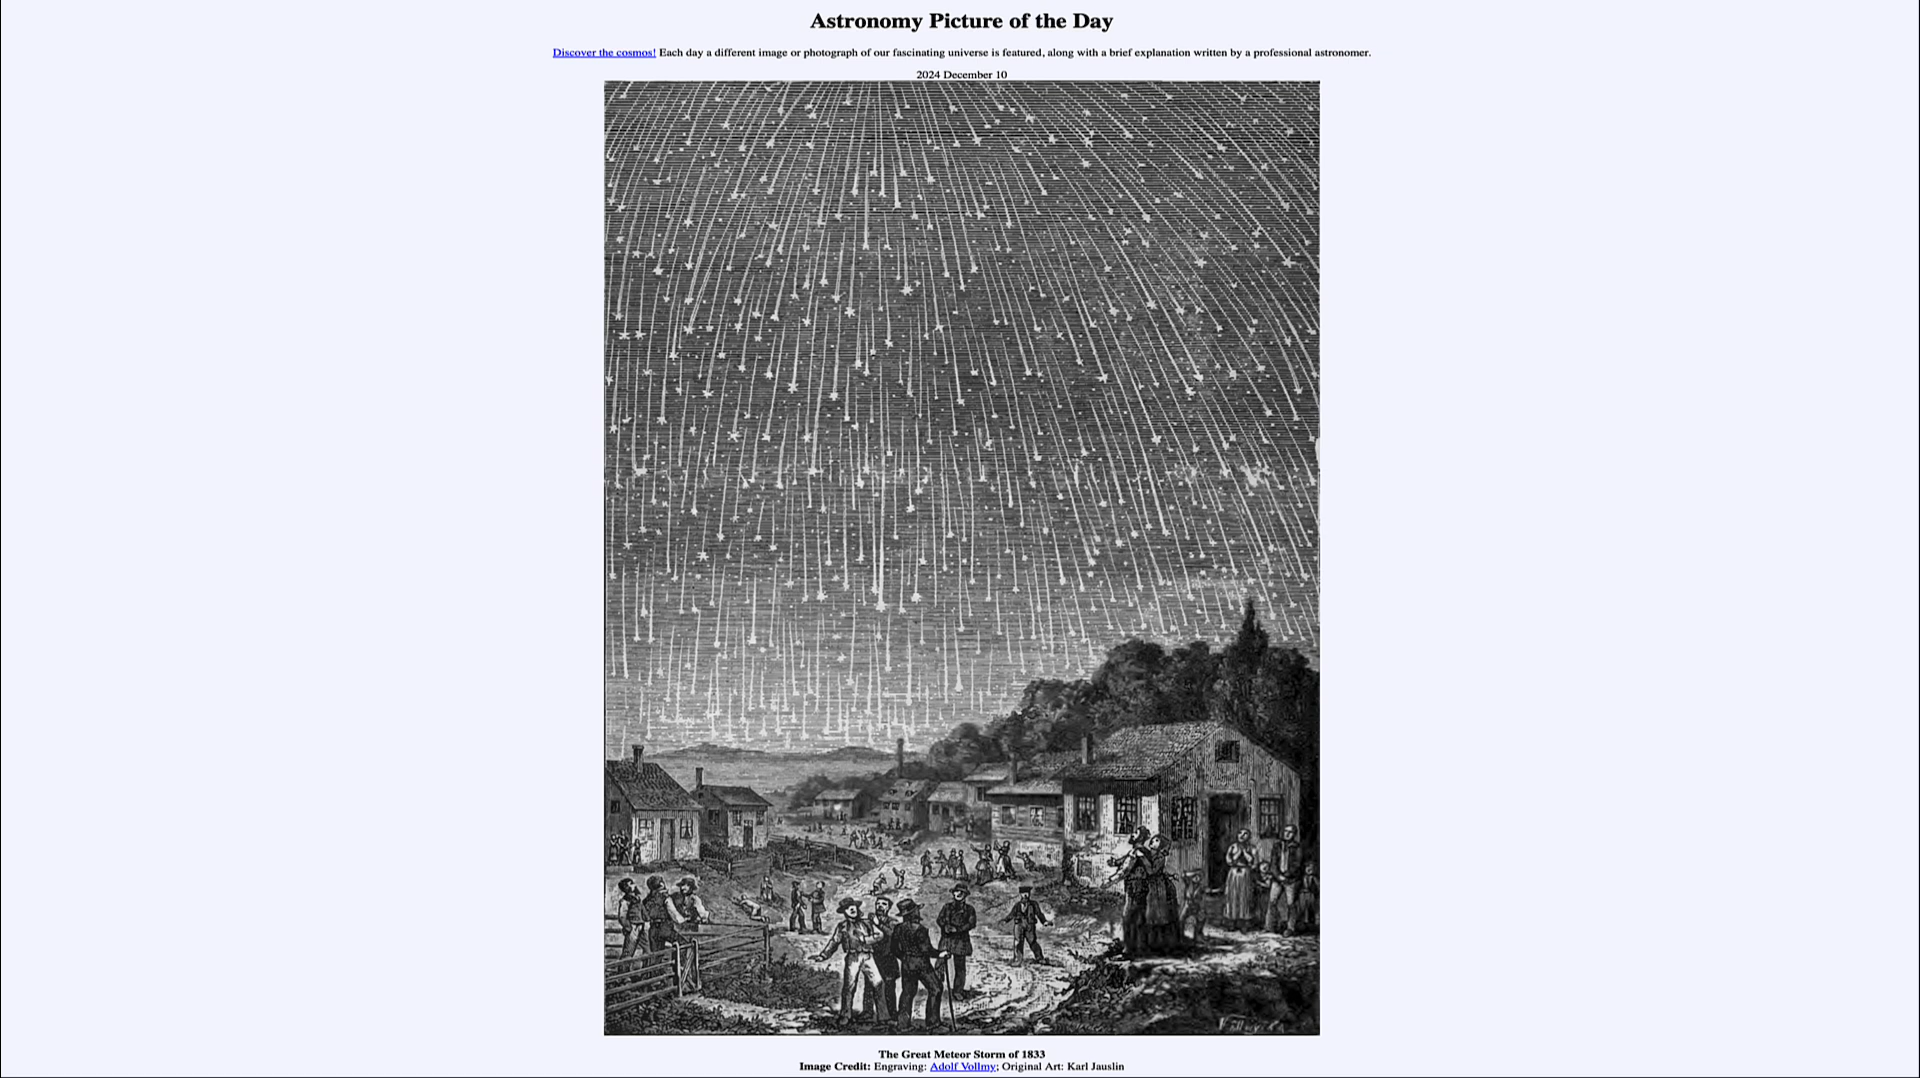 Astronomy Picture of the Day
Discover the cosmos! Each day a different image or photograph of our fascinating universe is featured, along with a brief explanation written by a professional astronomer.
2024 December 10
The Great Meteor Storm of 1833
Image Credit: Engraving: Adolf Vollmy; Original Art: Karl Jauslin